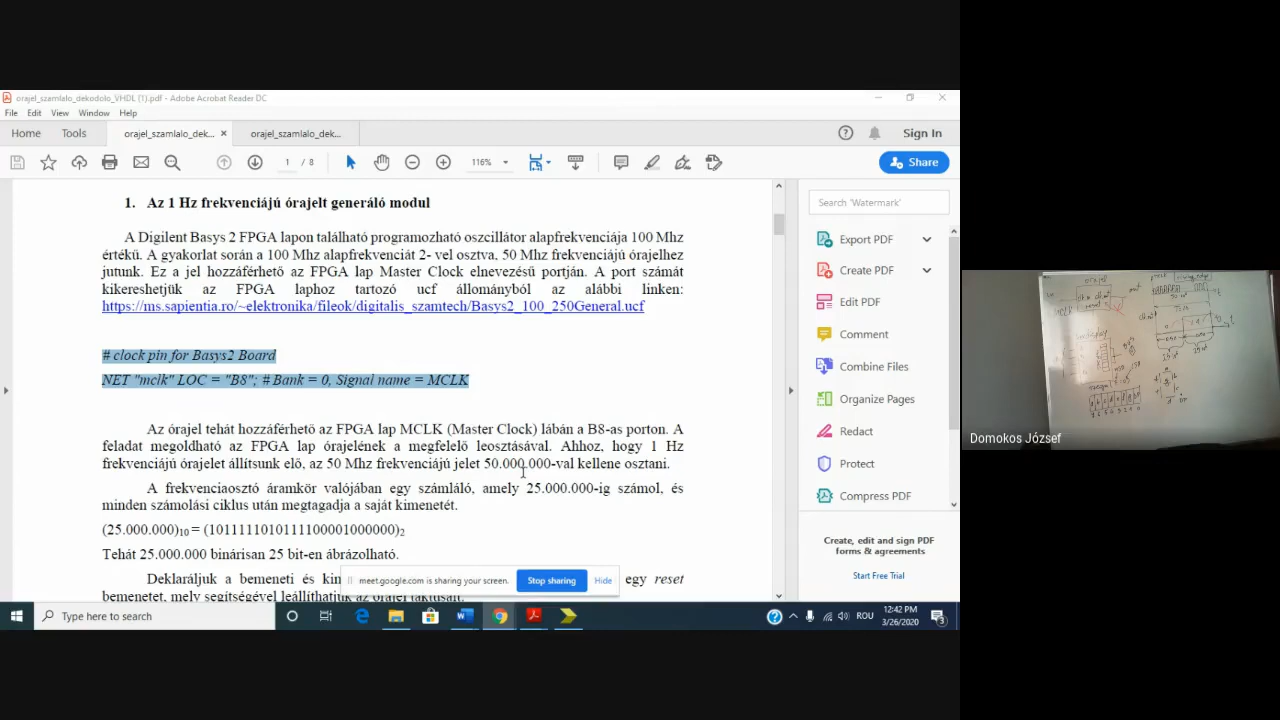 orajel_szamlalo_dekodolo_VHDL (1).pdf - Adobe Acrobat Reader DC
File Edit View Window Help
Home Tools orajel_szamlalo_dek... × orajel_szamlalo_dek... Sign In
1 / 8 116% Share
1. Az 1 Hz frekvenciájú órajelt generáló modul
A Digilent Basys 2 FPGA lapon található programozható oszcillátor alapfrekvenciája 100 Mhz
értékű. A gyakorlat során a 100 Mhz alapfrekvenciát 2- vel osztva, 50 Mhz frekvenciájú órajelhez
jutunk. Ez a jel hozzáférhető az FPGA lap Master Clock elnevezésű portján. A port számát
kikereshetjük az FPGA laphoz tartozó ucf állományból az alábbi linken:
https://ms.sapientia.ro/~elektronika/fileok/digitalis_szamtech/Basys2_100_250General.ucf
# clock pin for Basys2 Board
NET "mclk" LOC = "B8"; # Bank = 0, Signal name = MCLK
Az órajel tehát hozzáférhető az FPGA lap MCLK (Master Clock) lábán a B8-as porton. A
feladat megoldható az FPGA lap órajelének a megfelelő leosztásával. Ahhoz, hogy 1 Hz
frekvenciájú órajelet állítsunk elő, az 50 Mhz frekvenciájú jelet 50.000.000-val kellene osztani.
A frekvenciaosztó áramkör valójában egy számláló, amely 25.000.000-ig számol, és
minden számolási ciklus után megtagadja a saját kimenetét.
(25.000.000)10 = (1011111010111100001000000)2
Tehát 25.000.000 binárisan 25 bit-en ábrázolható.
Deklaráljuk a bemeneti és egy reset
bemenetet, mely segítségével leállíthatjuk az órajel taktusait.
meet.google.com is sharing your screen. Stop sharing Hide
Search 'Watermark'
Export PDF
Create PDF
Edit PDF
Comment
Combine Files
Organize Pages
Redact
Protect
Compress PDF
Create, edit and sign PDF
forms & agreements
Start Free Trial
Type here to search
ROU
12:42 PM
3/26/2020
3
MCLK
Domokos József